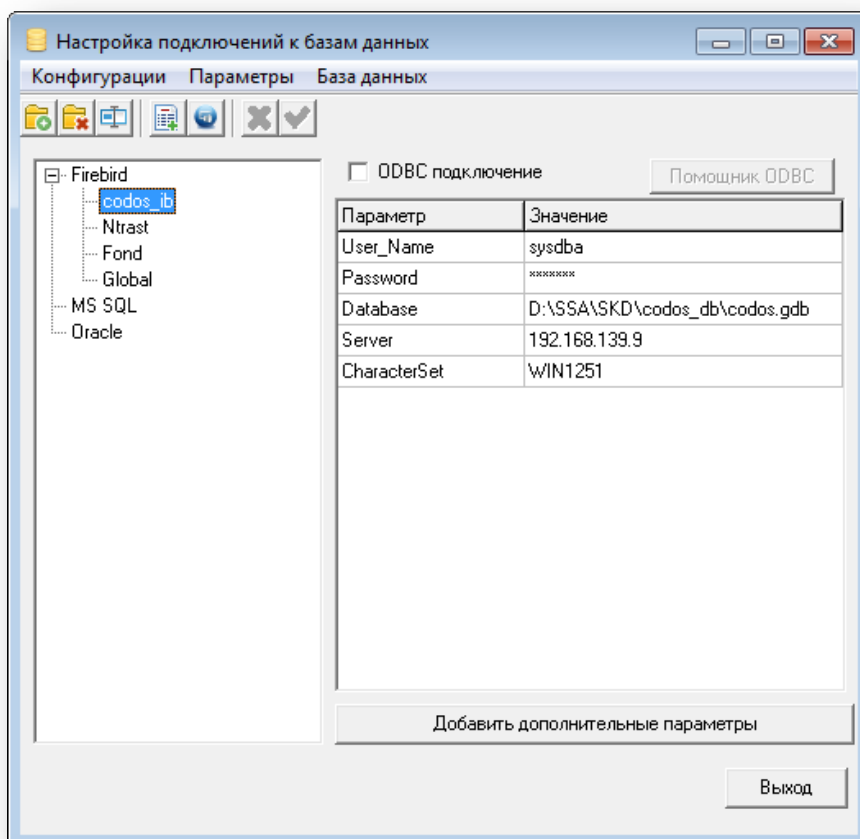 Настройка подключений к базам данных
Конфигурации Параметры База данных
Firebird
codos_ib
Ntrast
Fond
Global
MS SQL
Oracle
ODBC подключение
Помощник ODBC
Параметр Значение
User_Name sysdba
Password *******
Database D:\SSA\SKD\codos_db\codos.gdb
Server 192.168.139.9
CharacterSet WIN1251
Добавить дополнительные параметры
Выход